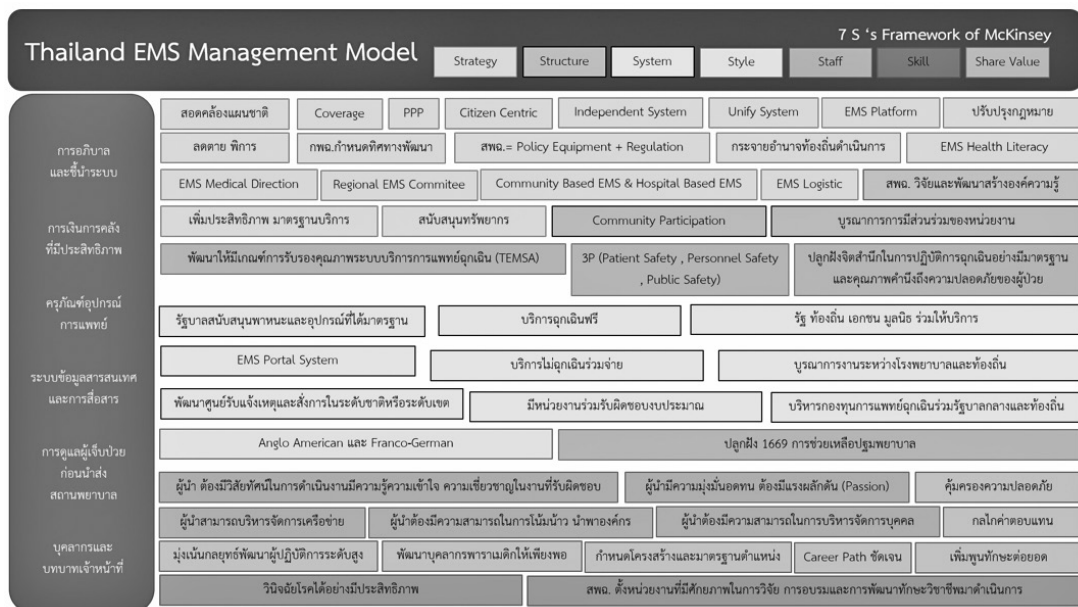 7 S 's Framework of McKinsey
Thailand EMS Management Model
Strategy Structure System Style Staff Skill Share Value
การอภิบาล
และชี้นำระบบ
การเงินการคลัง
ที่มีประสิทธิภาพ
ครุภัณฑ์อุปกรณ์
การแพทย์
ระบบข้อมูลสารสนเทศ
และการสื่อสาร
การดูแลผู้เจ็บป่วย
ก่อนนำส่ง
สถานพยาบาล
บุคลากรและ
บทบาทเจ้าหน้าที่
สอดคล้องแผนชาติ Coverage PPP Citizen Centric Independent System Unify System EMS Platform ปรับปรุงกฎหมาย
ลดตาย พิการ กพฉ.กำหนดทิศทางพัฒนา สพฉ.= Policy Equipment + Regulation กระจายอำนาจท้องถิ่นดำเนินการ EMS Health Literacy
EMS Medical Direction Regional EMS Commitee Community Based EMS & Hospital Based EMS EMS Logistic สพฉ. วิจัยและพัฒนาสร้างองค์ความรู้
เพิ่มประสิทธิภาพ มาตรฐานบริการ สนับสนุนทรัพยากร Community Participation บูรณาการการมีส่วนร่วมของหน่วยงาน
พัฒนาให้มีเกณฑ์การรับรองคุณภาพระบบบริการการแพทย์ฉุกเฉิน (TEMSA) 3P (Patient Safety , Personnel Safety
, Public Safety) ปลูกฝังจิตสำนึกในการปฏิบัติการฉุกเฉินอย่างมีมาตรฐาน
และคุณภาพคำนึงถึงความปลอดภัยของผู้ป่วย
รัฐบาลสนับสนุนพาหนะและอุปกรณ์ที่ได้มาตรฐาน บริการฉุกเฉินฟรี รัฐ ท้องถิ่น เอกชน มูลนิธ ร่วมให้บริการ
EMS Portal System บริการไม่ฉุกเฉินร่วมจ่าย บูรณาการงานระหว่างโรงพยาบาลและท้องถิ่น
พัฒนาศูนย์รับแจ้งเหตุและสั่งการในระดับชาติหรือระดับเขต มีหน่วยงานร่วมรับผิดชอบงบประมาณ บริหารกองทุนการแพทย์ฉุกเฉินร่วมรัฐบาลกลางและท้องถิ่น
Anglo American และ Franco-German ปลูกฝัง 1669 การช่วยเหลือปฐมพยาบาล
ผู้นำ ต้องมีวิสัยทัศน์ในการดำเนินงานมีความรู้ความเข้าใจ ความเชี่ยวชาญในงานที่รับผิดชอบ ผู้นำมีความมุ่งมั่นอดทน ต้องมีแรงผลักดัน (Passion) คุ้มครองความปลอดภัย
ผู้นำสามารถบริหารจัดการเครือข่าย ผู้นำต้องมีความสามารถในการโน้มน้าว นำพาองค์กร ผู้นำต้องมีความสามารถในการบริหารจัดการบุคคล กลไกค่าตอบแทน
มุ่งเน้นกลยุทธ์พัฒนาผู้ปฏิบัติการระดับสูง พัฒนาบุคลากรพาราเมดิกให้เพียงพอ กำหนดโครงสร้างและมาตรฐานตำแหน่ง Career Path ชัดเจน เพิ่มพูนทักษะต่อยอด
วินิจฉัยโรคได้อย่างมีประสิทธิภาพ สพฉ. ตั้งหน่วยงานที่มีศักยภาพในการวิจัย การอบรมและการพัฒนาทักษะวิชาชีพมาดำเนินการ